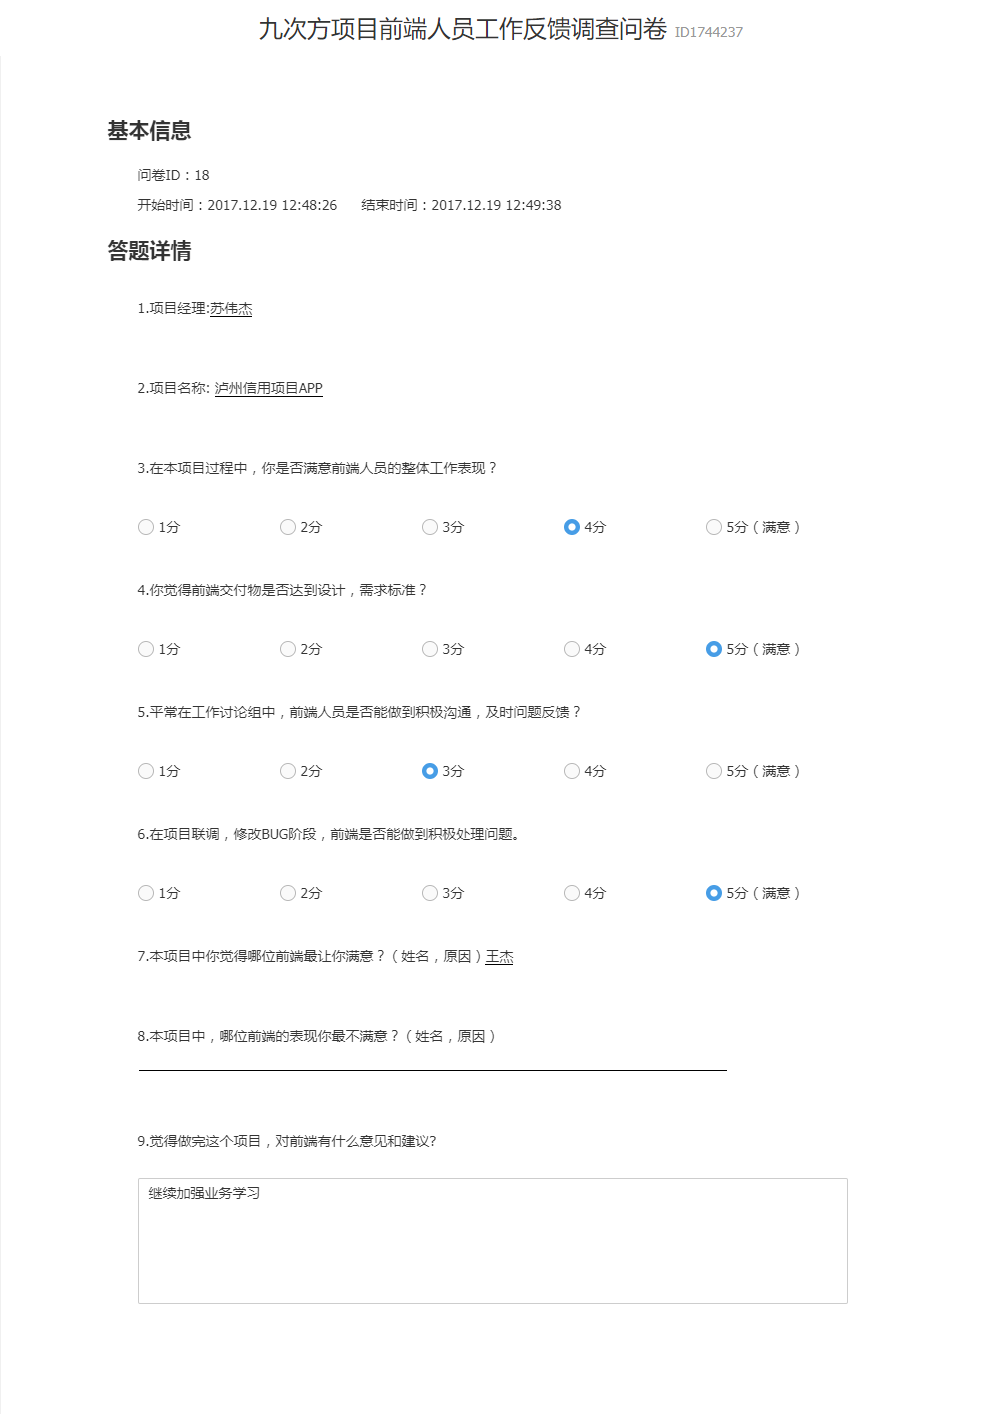 九次方项目前端人员工作反馈调查问卷 ID1744237
基本信息
问卷ID：18
开始时间：2017.12.19 12:48:26 结束时间：2017.12.19 12:49:38
答题详情
1.项目经理:苏伟杰
2.项目名称: 泸州信用项目APP
3.在本项目过程中，你是否满意前端人员的整体工作表现？
1分 2分 3分 4分 5分（满意）
4.你觉得前端交付物是否达到设计，需求标准？
1分 2分 3分 4分 5分（满意）
5.平常在工作讨论组中，前端人员是否能做到积极沟通，及时问题反馈？
1分 2分 3分 4分 5分（满意）
6.在项目联调，修改BUG阶段，前端是否能做到积极处理问题。
1分 2分 3分 4分 5分（满意）
7.本项目中你觉得哪位前端最让你满意？（姓名，原因）王杰
8.本项目中，哪位前端的表现你最不满意？（姓名，原因）
9.觉得做完这个项目，对前端有什么意见和建议?
继续加强业务学习